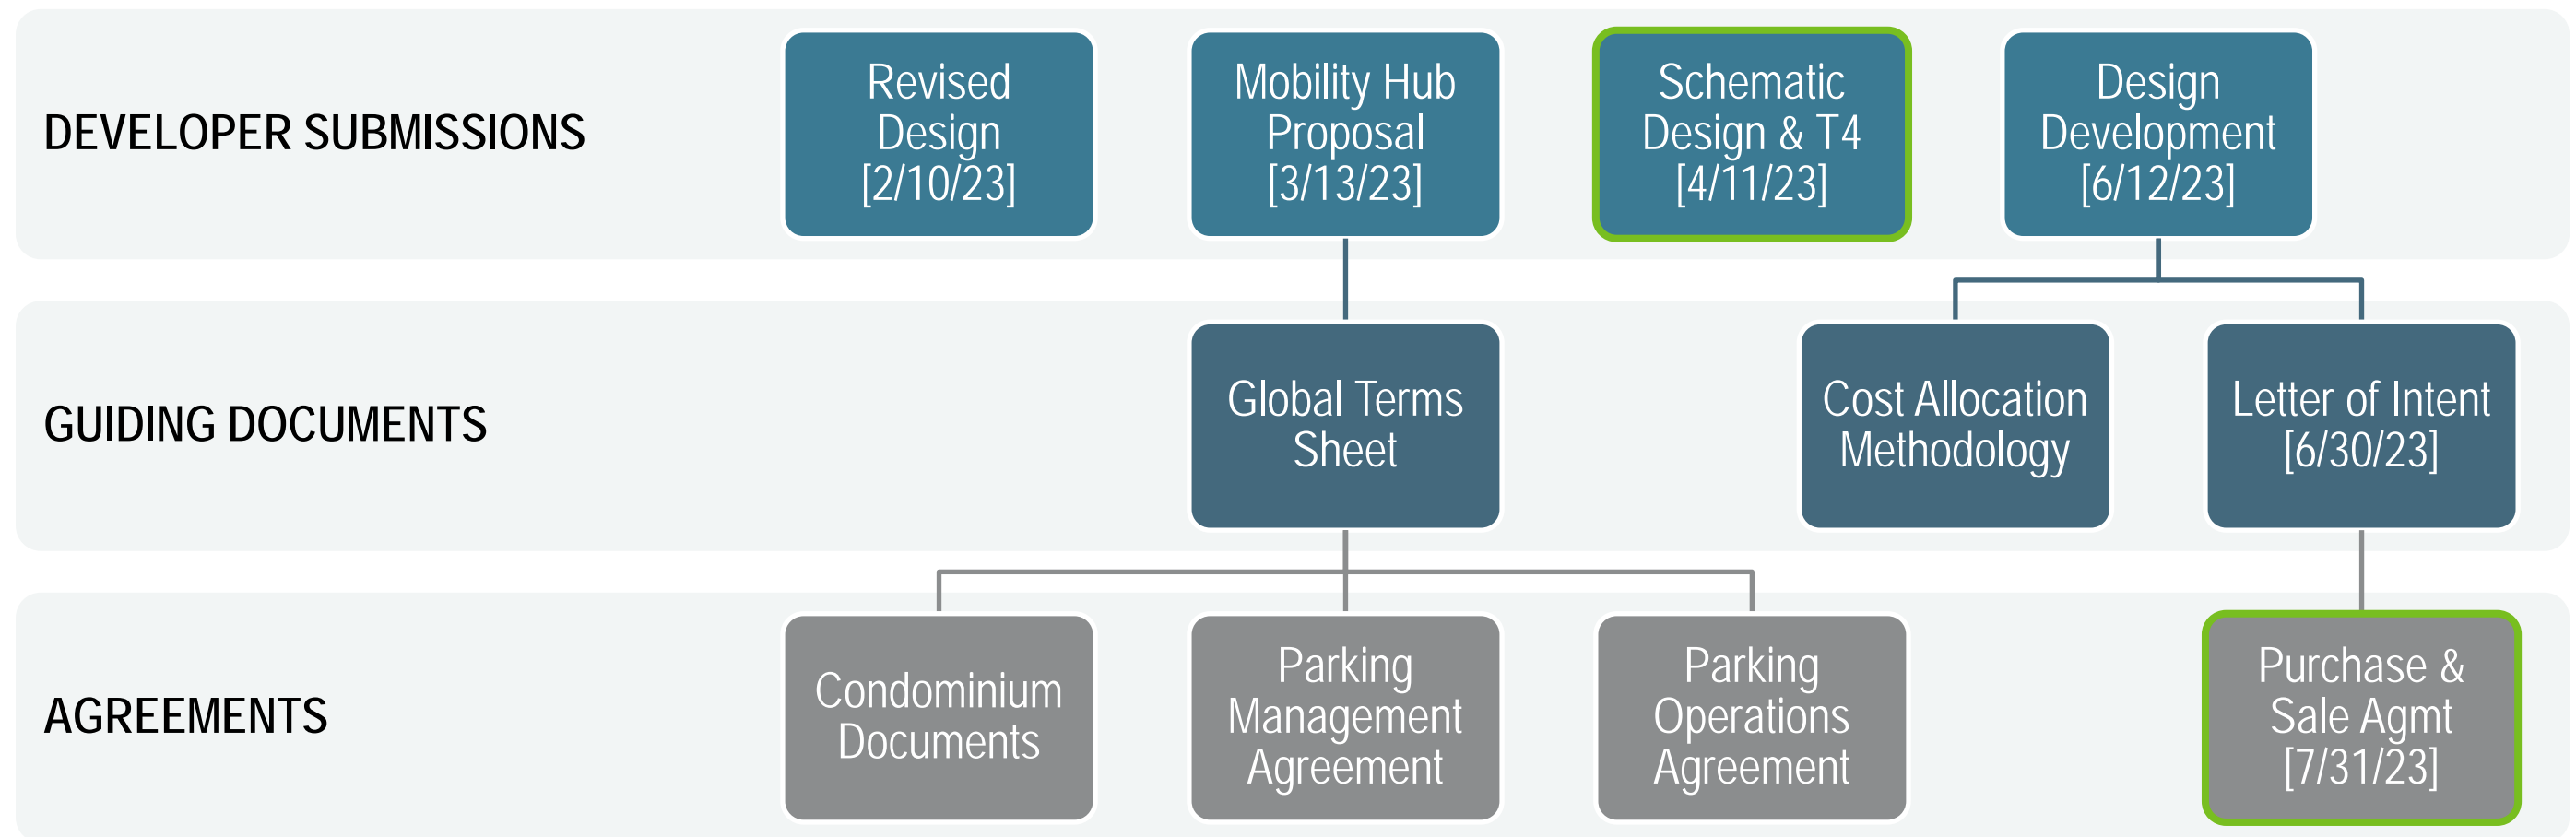 DEVELOPER SUBMISSIONS
Revised
Design
[2/10/23]
Mobility Hub
Proposal
[3/13/23]
Schematic
Design & T4
[4/11/23]
Design
Development
[6/12/23]
GUIDING DOCUMENTS
Global Terms
Sheet
Cost Allocation
Methodology
Letter of Intent
[6/30/23]
AGREEMENTS
Condominium
Documents
Parking
Management
Agreement
Parking
Operations
Agreement
Purchase &
Sale Agmt
[7/31/23]